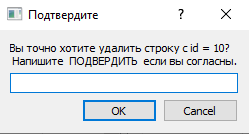 Подтвердите
Вы точно хотите удалить строку с id = 10?
Напишите ПОДВЕРДИТЬ если вы согласны.
OK
Cancel